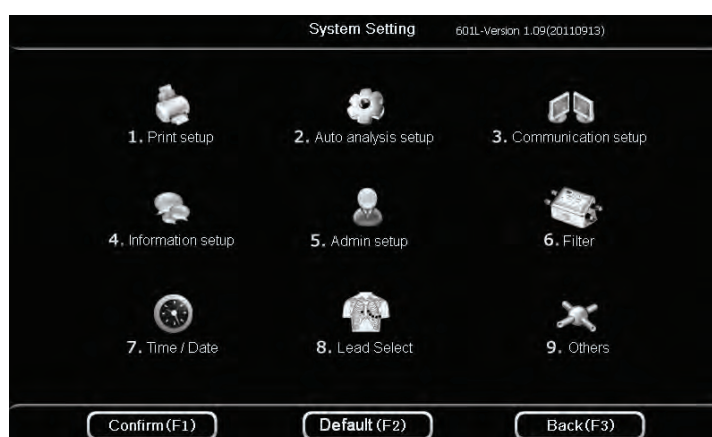 System Setting 601L-Version 1.09(20110913)
1. Print setup 2. Auto analysis setup 3. Communication setup
4. Information setup 5. Admin setup 6. Filter
7. Time / Date 8. Lead Select 9. Others
Confirm(F1) Default (F2) Back(F3)